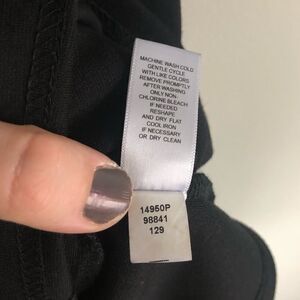 MACHINE WASH COLD
GENTLE CYCLE
WITH LIKE COLORS
REMOVE PROMPTLY
AFTER WASHING
ONLY NON-
CHLORINE BLEACH
IF NEEDED
RESHAPE
AND DRY FLAT
COOL IRON
IF NECESSARY
OR DRY CLEAN
14950P
98841
129